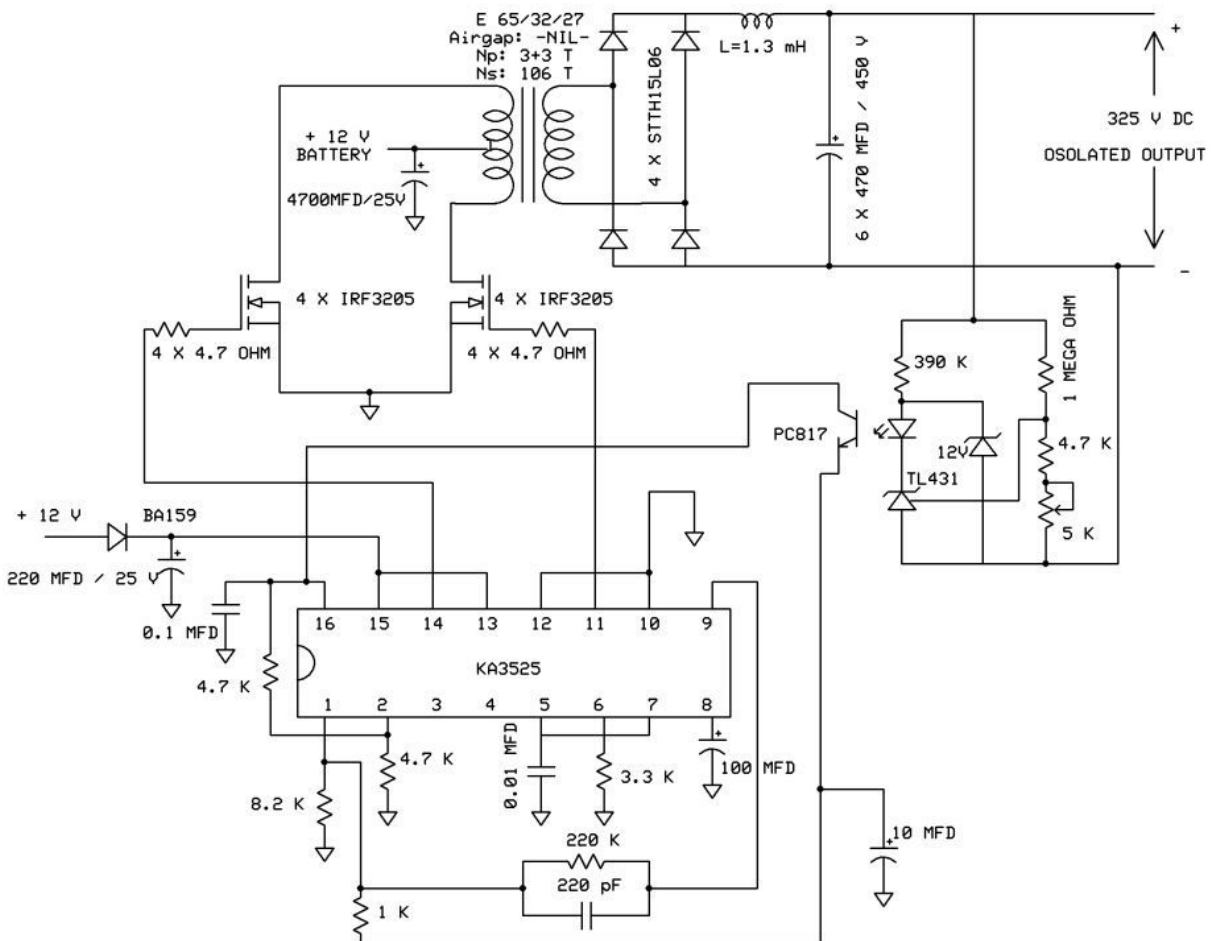 E 65/32/27
Airgap: -NIL-
Np: 3+3 T
Ns: 106 T
L=1.3 mH
+
4 X STTH15L06
6 X 470 MFD / 450 V
+
325 V DC
OSOLATED OUTPUT
-
+ 12 V
BATTERY
+
4700MFD/25V
4 X IRF3205
4 X IRF3205
4 X 4.7 OHM
4 X 4.7 OHM
390 K
1 MEGA OHM
PC817
12V
4.7 K
TL431
5 K
+ 12 V
BA159
+
220 MFD / 25 V
0.1 MFD
16
15
14
13
12
11
10
9
KA3525
4.7 K
1
2
3
4
5
6
7
8
8.2 K
4.7 K
0.01 MFD
3.3 K
+
100 MFD
220 K
220 pF
1 K
+
10 MFD